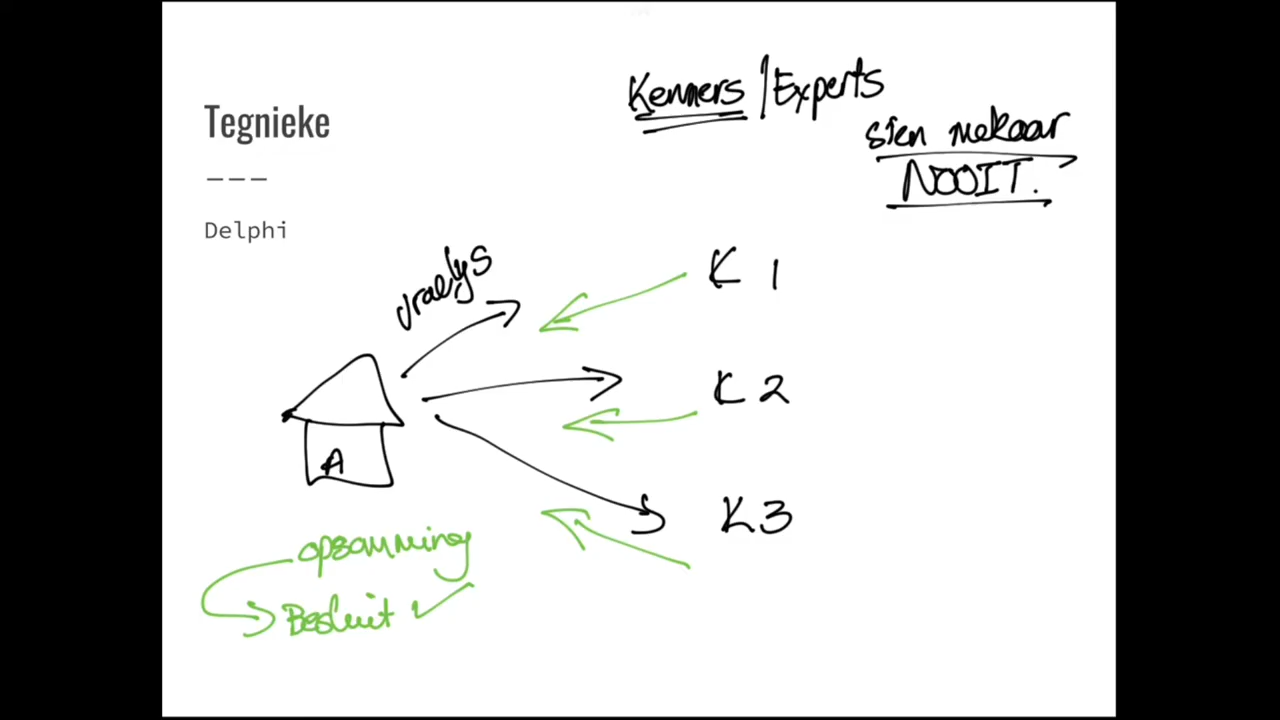 Kenners / Experts
sien mekaar
NOOIT.
Tegnieke
Delphi
vraelys
K 1
K 2
K 3
A
opsomming
Besluit ✓